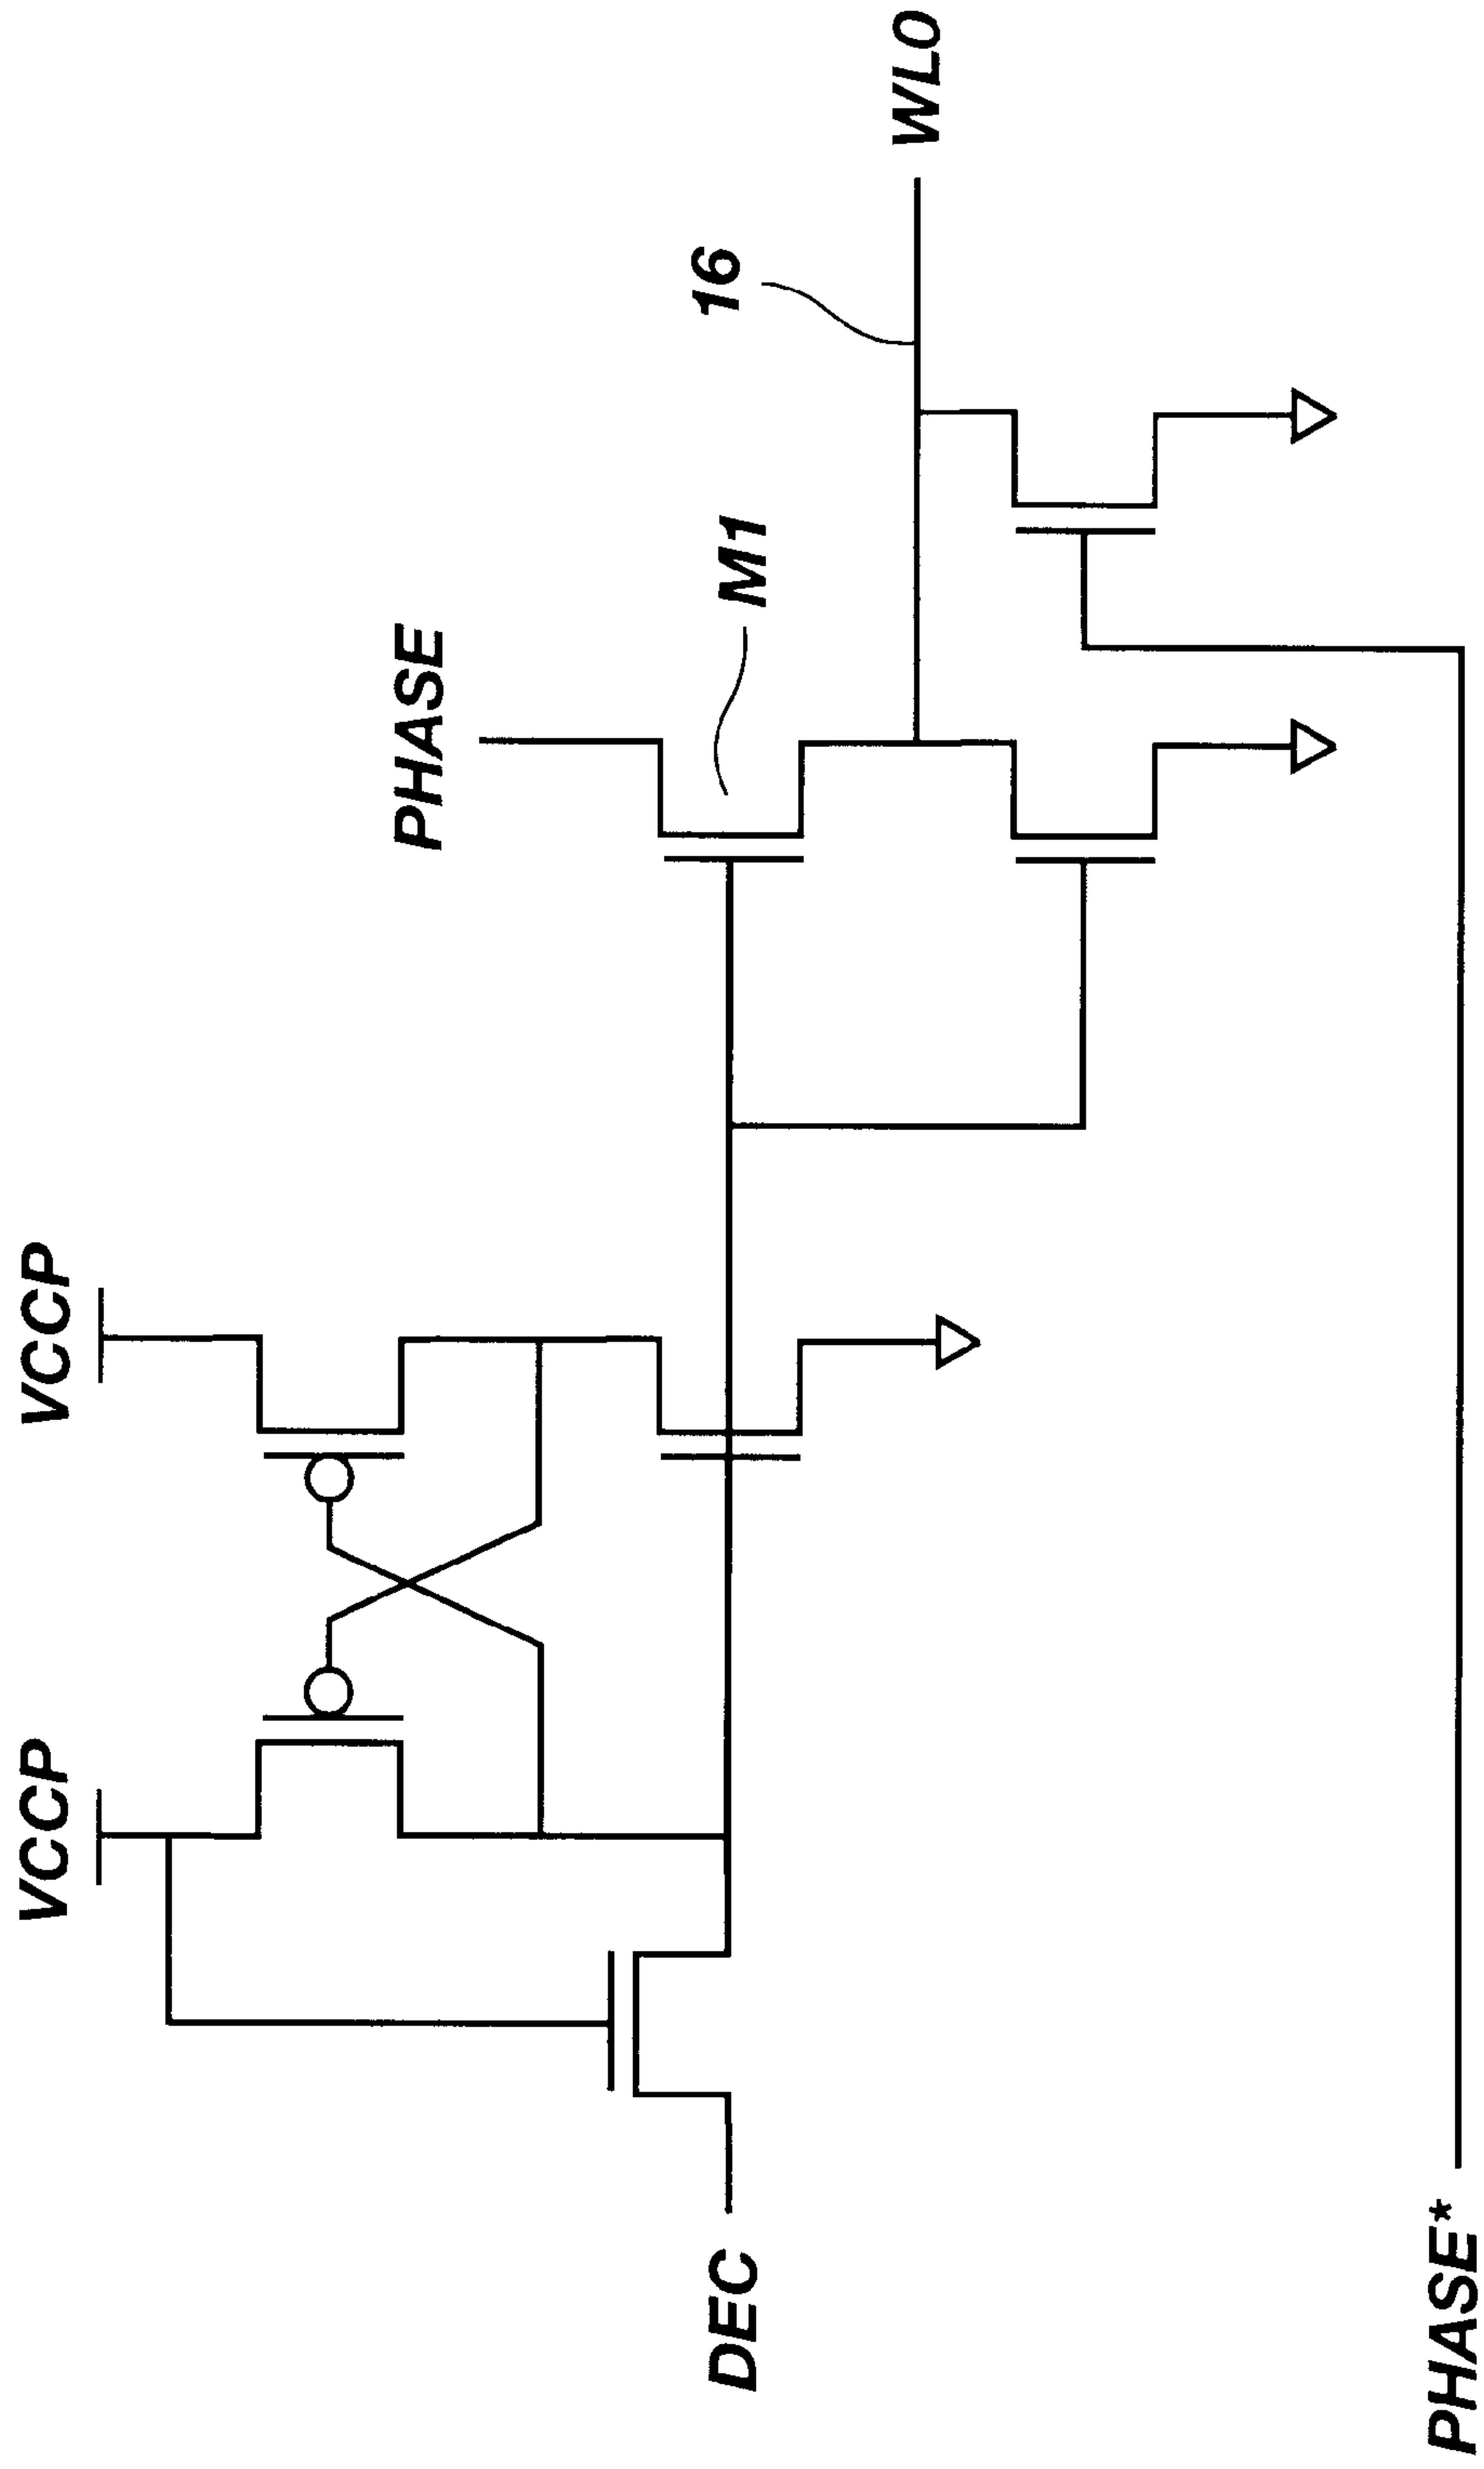 VCCP
VCCP
PHASE
M1
16
DEC
WL0
PHASE*